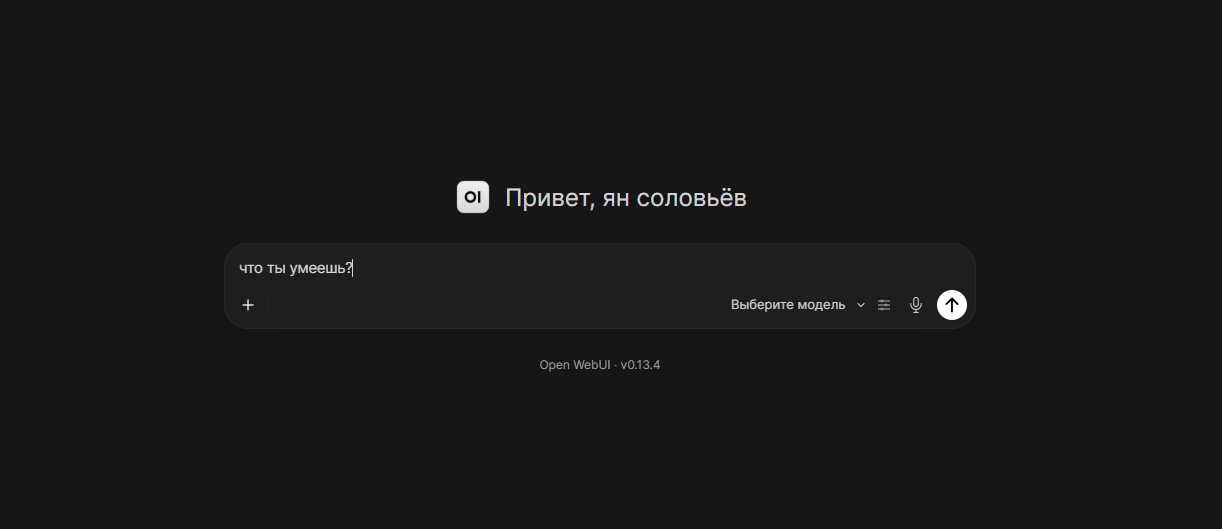 OI Привет, ян соловьёв
что ты умеешь?
Выберите модель
Open WebUI · v0.13.4